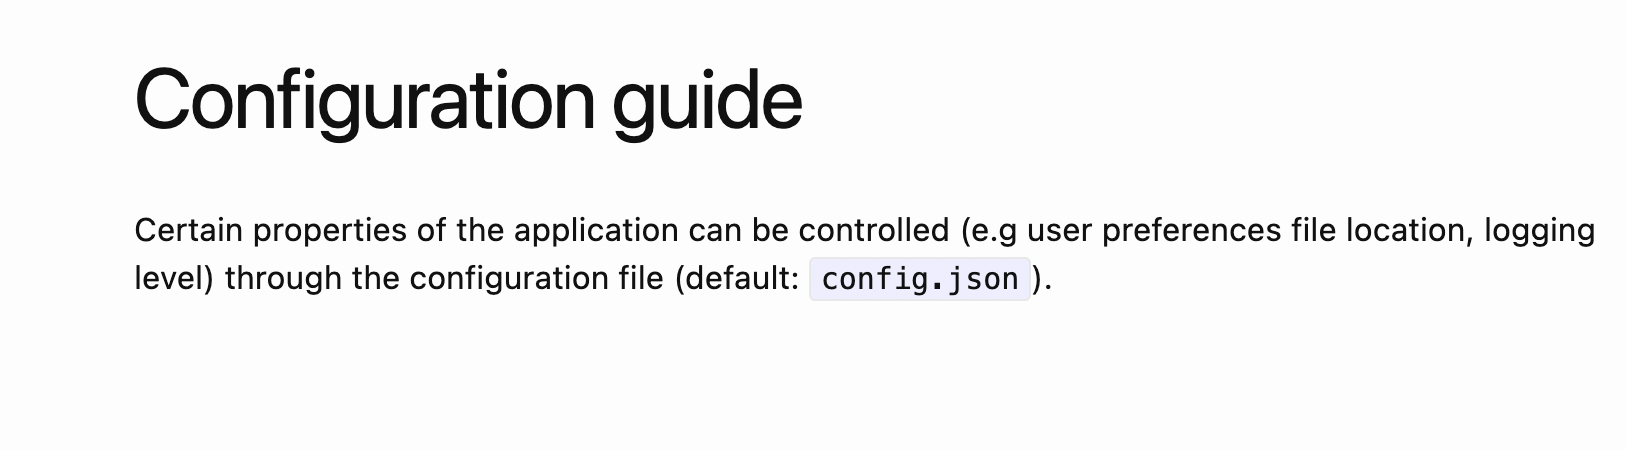 Configuration guide
Certain properties of the application can be controlled (e.g user preferences file location, logging
level) through the configuration file (default: config.json).